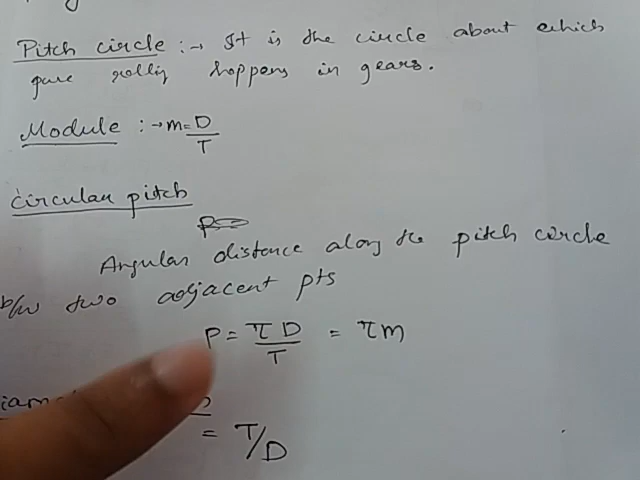 Pitch circle :→ It is the circle about which
pure rolling happens in gears.
Module :→ m = D/T
Circular pitch
Angular distance along the pitch circle
b/w two adjacent pts
P = πD/T = πm
= T/D